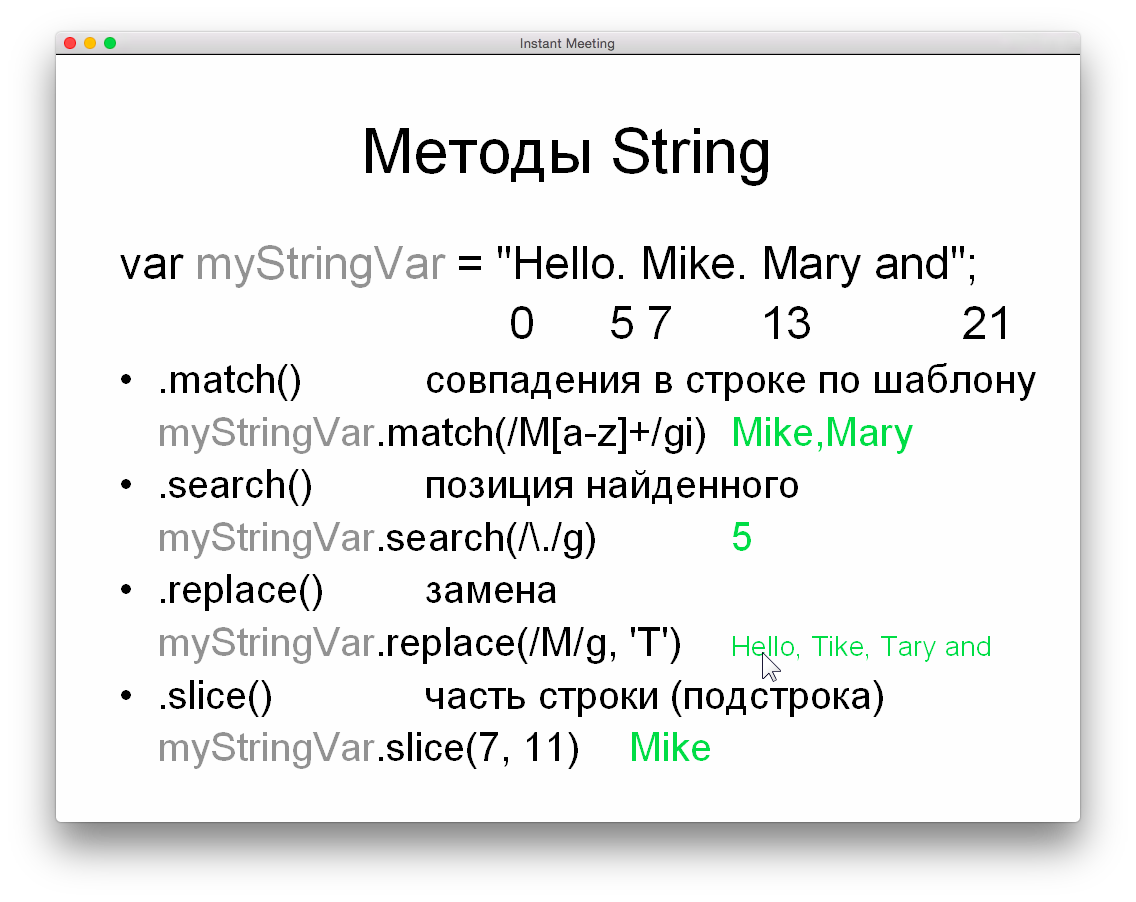 Instant Meeting
Методы String
var myStringVar = "Hello. Mike. Mary and";
0 5 7 13 21
• .match() совпадения в строке по шаблону
myStringVar.match(/M[a-z]+/gi) Mike,Mary
• .search() позиция найденного
myStringVar.search(/\./g) 5
• .replace() замена
myStringVar.replace(/M/g, 'T') Hello, Tike, Tary and
• .slice() часть строки (подстрока)
myStringVar.slice(7, 11) Mike